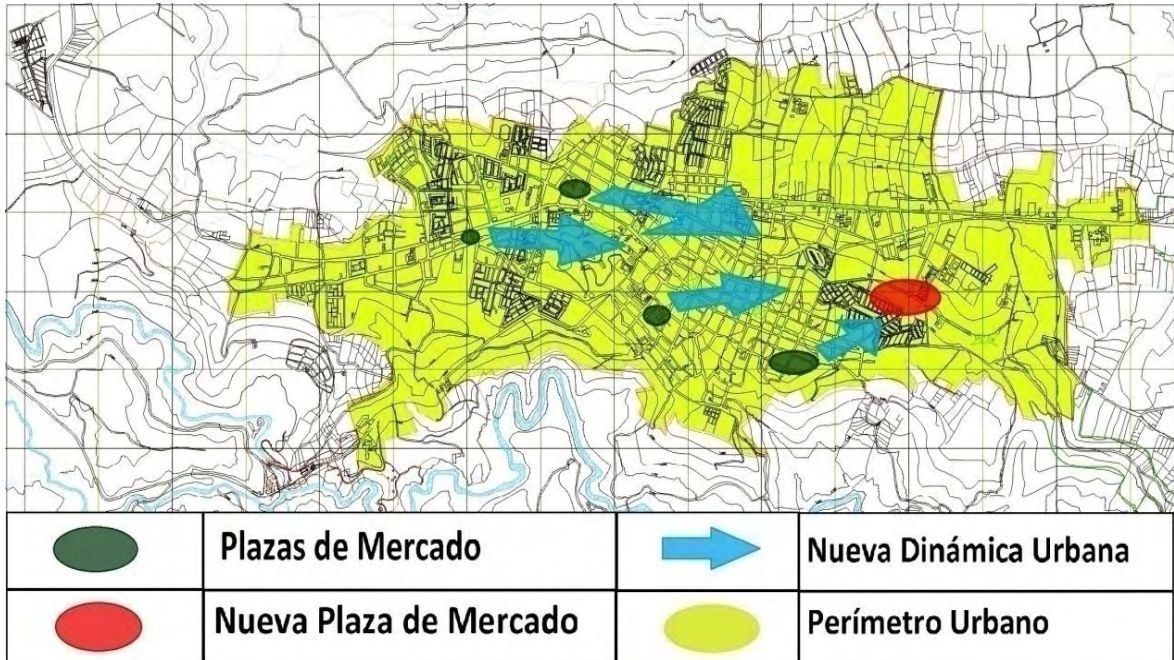 Plazas de Mercado
Nueva Dinámica Urbana
Nueva Plaza de Mercado
Perímetro Urbano